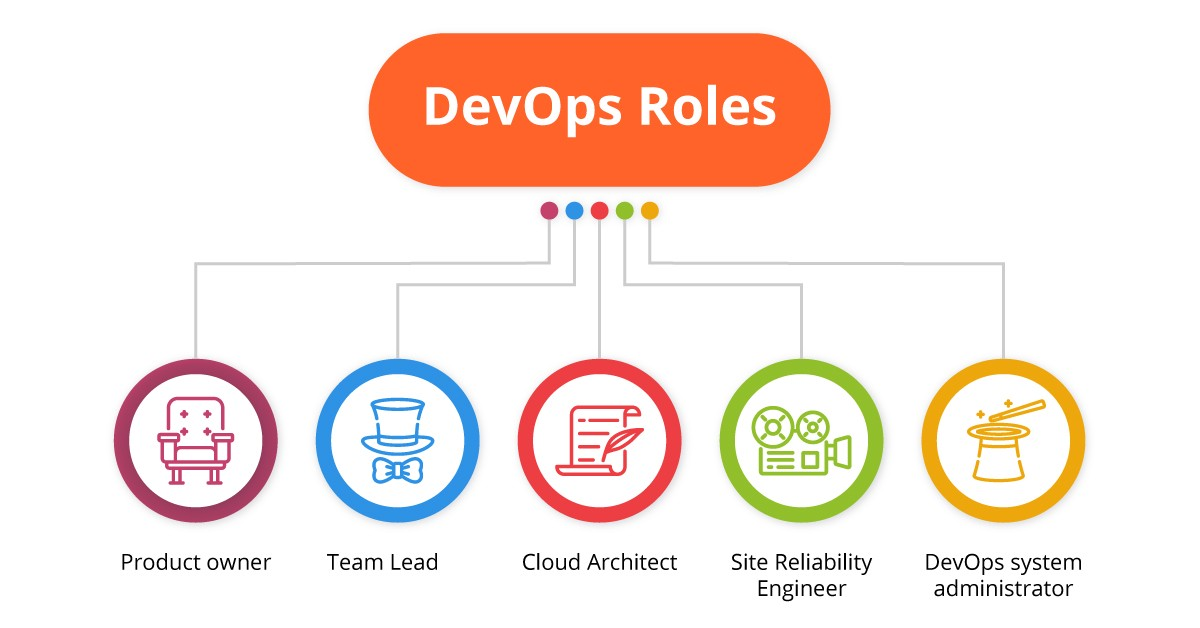 DevOps Roles
Product owner
Team Lead
Cloud Architect
Site Reliability
Engineer
DevOps system
administrator